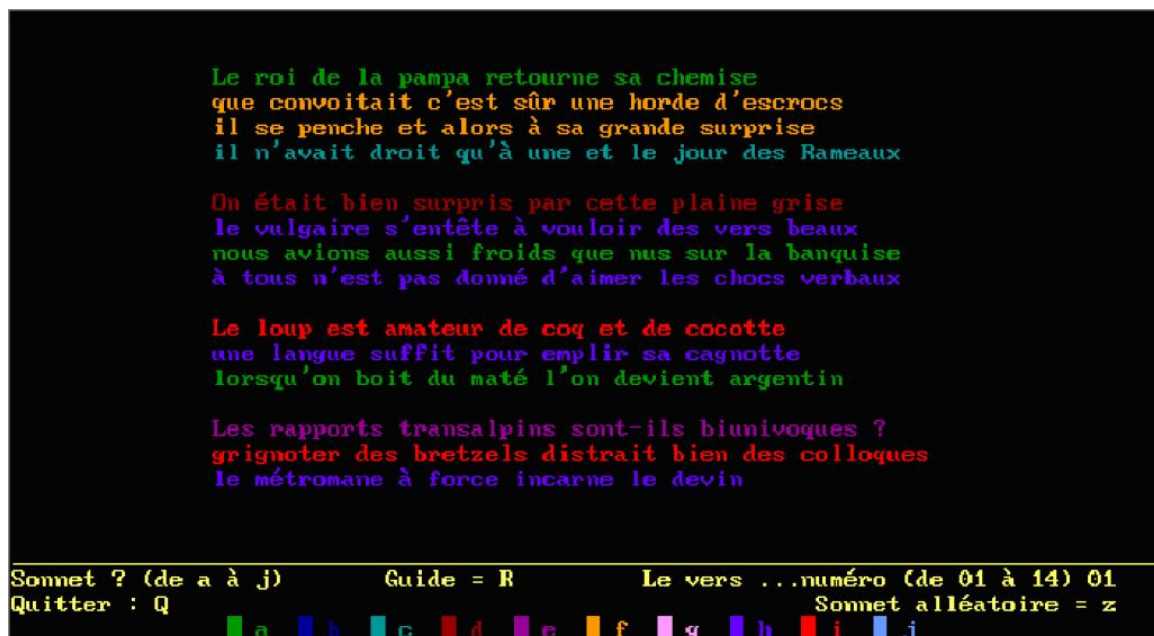 Le roi de la pampa retourne sa chemise
que convoitait c'est sûr une horde d'escrocs
il se penche et alors à sa grande surprise
il n'avait droit qu'à une et le jour des Rameaux
On était bien surpris par cette plaine grise
le vulgaire s'entête à vouloir des vers beaux
nous avions aussi froids que nus sur la banquise
à tous n'est pas donné d'aimer les chocs verbaux
Le loup est amateur de coq et de cocotte
une langue suffit pour emplir sa cagnotte
lorsqu'on boit du maté l'on devient argentin
Les rapports transalpins sont-ils biunivoques ?
grignoter des bretzels distrait bien des colloques
le métromane à force incarne le devin
Sonnet ? (de a à j) Guide = R Le vers ...numéro (de 01 à 14) 01
Quitter : Q Sonnet alléatoire = z
a b c d e f g h i j